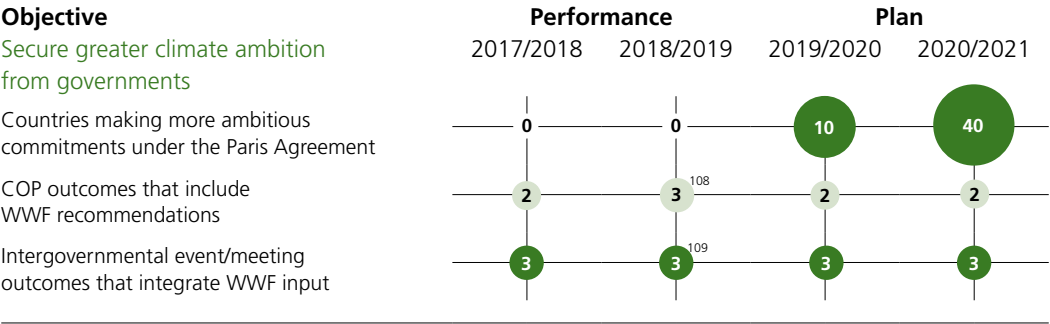 Objective Performance Plan
Secure greater climate ambition 2017/2018 2018/2019 2019/2020 2020/2021
from governments
Countries making more ambitious 0 0 10 40
commitments under the Paris Agreement
COP outcomes that include 2 3 108 2 2
WWF recommendations
Intergovernmental event/meeting 3 3 109 3 3
outcomes that integrate WWF input